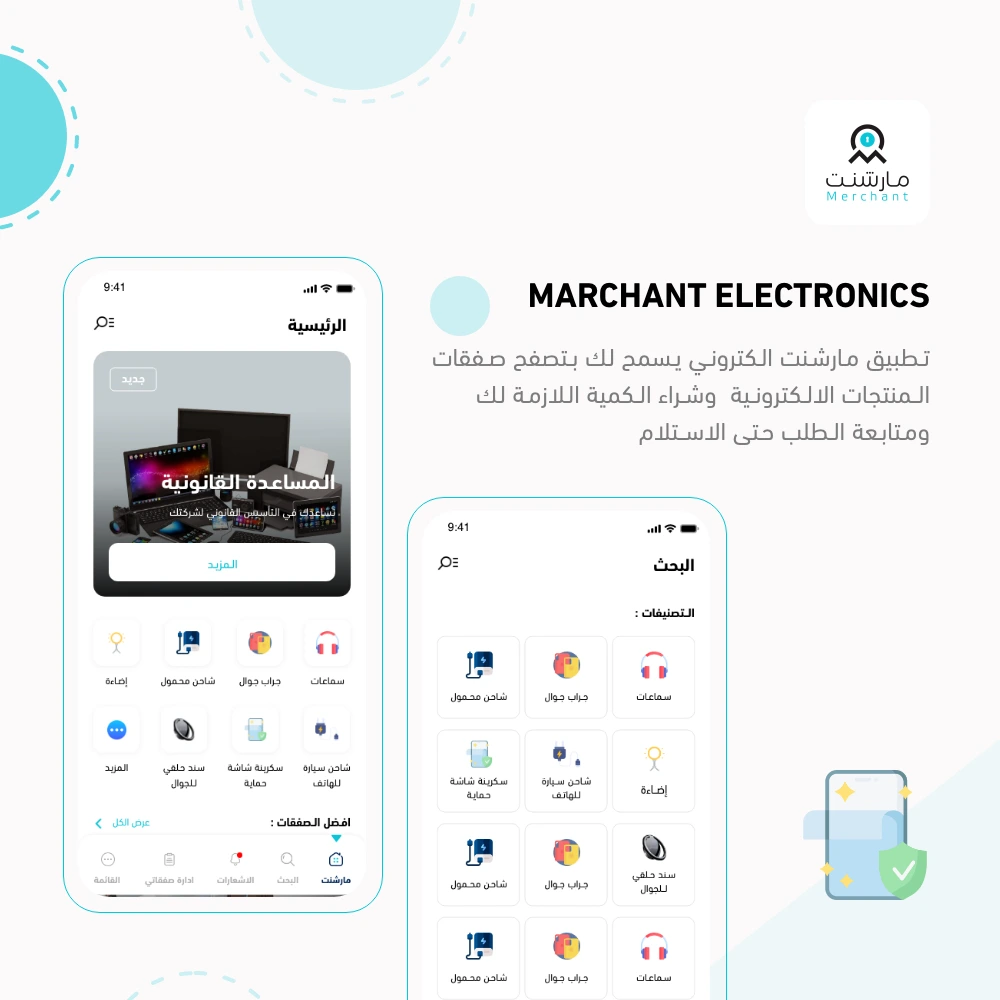 مارشنت
Merchant
MARCHANT ELECTRONICS
تطبيق مارشنت الكتروني يسمح لك بتصفح صفقات
المنتجات الالكترونية وشراء الكمية اللازمة لك
ومتابعة الطلب حتى الاستلام
9:41
الرئيسية
جديد
المساعدة القانونية
نساعدك في التأسيس القانوني لشركتك
المزيد
سماعات
جراب جوال
شاحن محمول
إضاءة
شاحن سيارة للهاتف
سكرينة شاشة حماية
سند حلقي للجوال
المزيد
افضل الصفقات :
عرض الكل
مارشنت
البحث
الاشعارات
ادارة صفقاتي
القائمة
9:41
البحث
التصنيفات :
سماعات
جراب جوال
شاحن محمول
إضاءة
شاحن سيارة للهاتف
سكرينة شاشة حماية
سند حلقي للجوال
جراب جوال
شاحن محمول
سماعات
جراب جوال
شاحن محمول